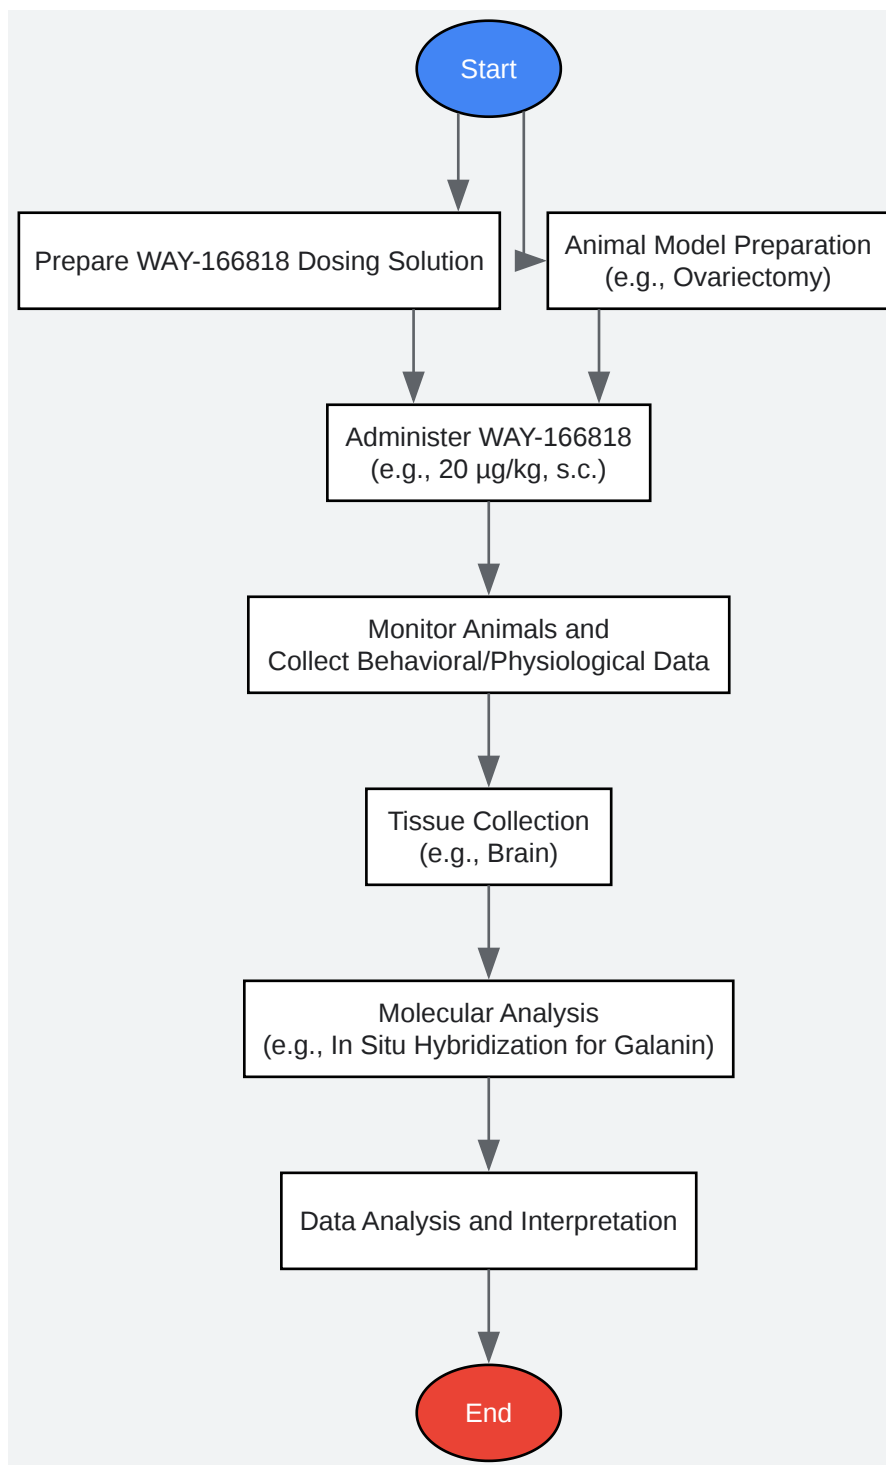 Start
Prepare WAY-166818 Dosing Solution
Animal Model Preparation
(e.g., Ovariectomy)
Administer WAY-166818
(e.g., 20 µg/kg, s.c.)
Monitor Animals and
Collect Behavioral/Physiological Data
Tissue Collection
(e.g., Brain)
Molecular Analysis
(e.g., In Situ Hybridization for Galanin)
Data Analysis and Interpretation
End